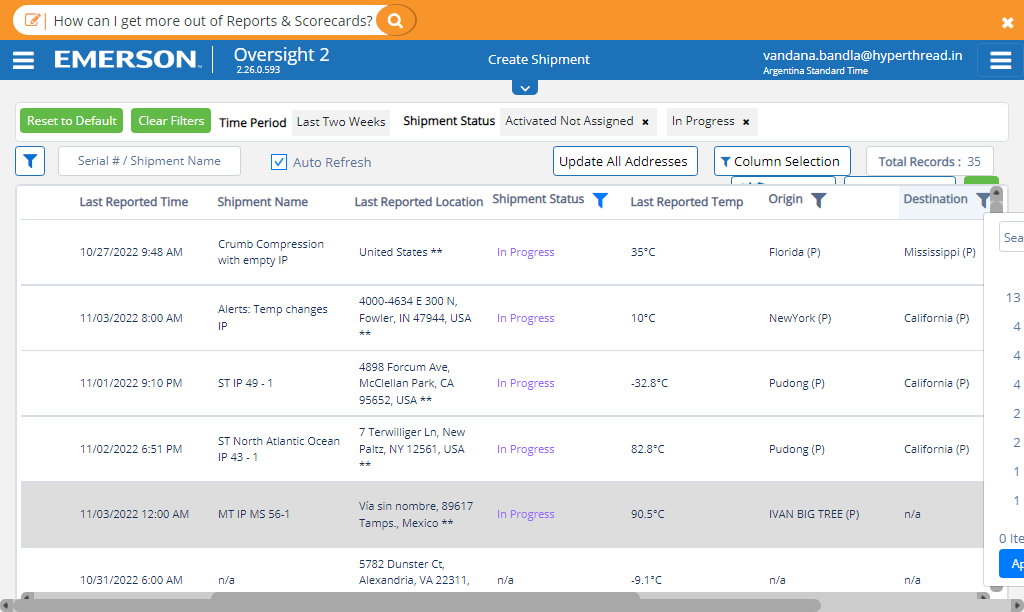 How can I get more out of Reports & Scorecards?
EMERSON. Oversight 2
2.26.0.593
Create Shipment
vandana.bandla@hyperthread.in
Argentina Standard Time
Reset to Default Clear Filters Time Period Last Two Weeks Shipment Status Activated Not Assigned × In Progress ×
Serial # / Shipment Name Auto Refresh Update All Addresses Column Selection Total Records : 35
Last Reported Time Shipment Name Last Reported Location Shipment Status Last Reported Temp Origin Destination
Sea
10/27/2022 9:48 AM Crumb Compression United States ** In Progress 35°C Florida (P) Mississippi (P)
with empty IP
13
4000-4634 E 300 N,
11/03/2022 8:00 AM Alerts: Temp changes Fowler, IN 47944, USA In Progress 10°C NewYork (P) California (P) 4
IP **
4
4898 Forcum Ave,
11/01/2022 9:10 PM ST IP 49 - 1 McClellan Park, CA In Progress -32.8°C Pudong (P) California (P) 4
95652, USA **
2
7 Terwilliger Ln, New
11/02/2022 6:51 PM ST North Atlantic Ocean Paltz, NY 12561, USA In Progress 82.8°C Pudong (P) California (P) 2
IP 43 - 1 **
1
11/03/2022 12:00 AM MT IP MS 56-1 Vía sin nombre, 89617 In Progress 90.5°C IVAN BIG TREE (P) n/a 1
Tamps., Mexico **
0 Ite
5782 Dunster Ct,
10/31/2022 6:00 AM n/a Alexandria, VA 22311, n/a -9.1°C n/a n/a
Ap